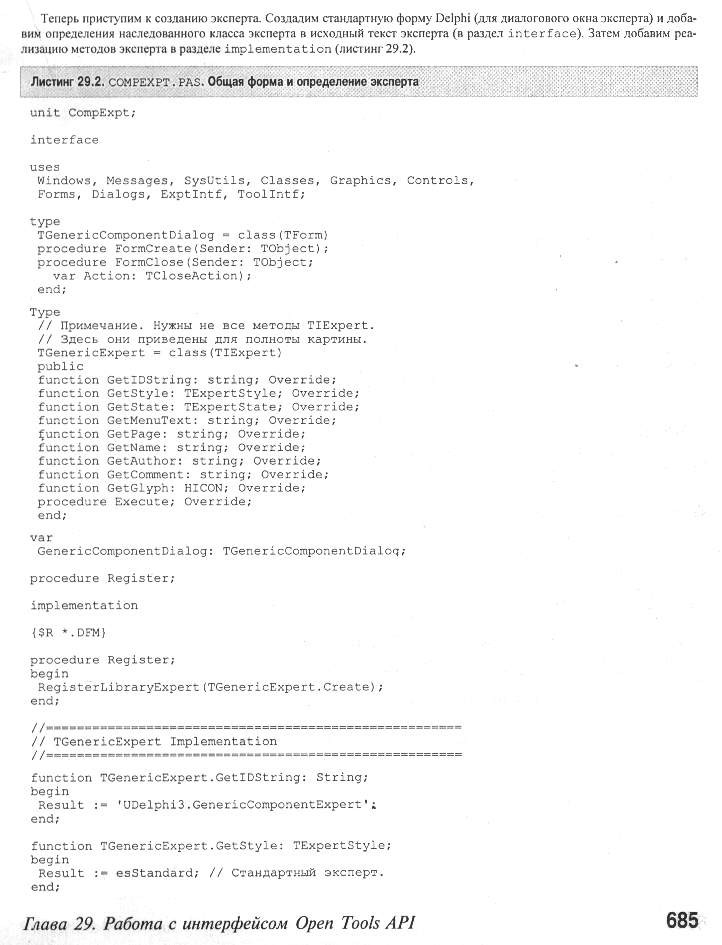 Теперь приступим к созданию эксперта. Создадим стандартную форму Delphi (для диалогового окна эксперта) и доба-
вим определения наследованного класса эксперта в исходный текст эксперта (в раздел interface). Затем добавим реа-
лизацию методов эксперта в разделе implementation (листинг 29.2).
Листинг 29.2. COMPEXPT.PAS. Общая форма и определение эксперта
unit CompExpt;
interface
uses
Windows, Messages, SysUtils, Classes, Graphics, Controls,
Forms, Dialogs, ExptIntf, ToolIntf;
type
TGenericComponentDialog = class(TForm)
procedure FormCreate(Sender: TObject);
procedure FormClose(Sender: TObject;
var Action: TCloseAction);
end;
Type
// Примечание. Нужны не все методы TIExpert.
// Здесь они приведены для полноты картины.
TGenericExpert = class(TIExpert)
public
function GetIDString: string; Override;
function GetStyle: TExpertStyle; Override;
function GetState: TExpertState; Override;
function GetMenuText: string; Override;
function GetPage: string; Override;
function GetName: string; Override;
function GetAuthor: string; Override;
function GetComment: string; Override;
function GetGlyph: HICON; Override;
procedure Execute; Override;
end;
var
GenericComponentDialog: TGenericComponentDialog;
procedure Register;
implementation
{$R *.DFM}
procedure Register;
begin
RegisterLibraryExpert(TGenericExpert.Create);
end;
//======================================================
// TGenericExpert Implementation
//======================================================
function TGenericExpert.GetIDString: String;
begin
Result := 'UDelphi3.GenericComponentExpert';
end;
function TGenericExpert.GetStyle: TExpertStyle;
begin
Result := esStandard; // Стандартный эксперт.
end;
Глава 29. Работа с интерфейсом Open Tools API
685